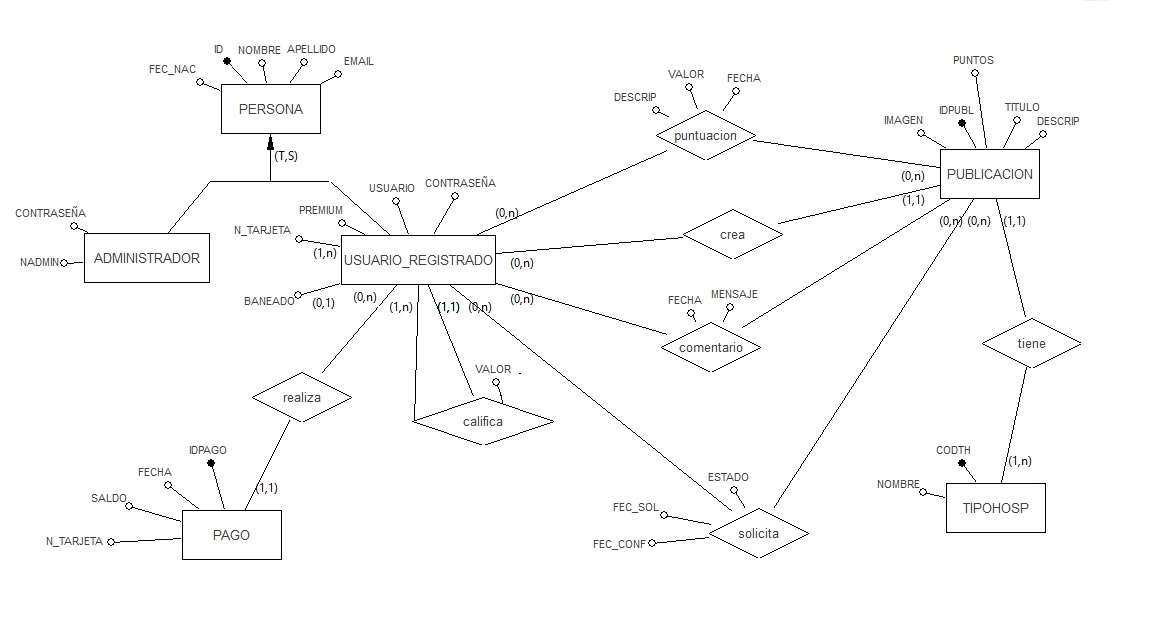 PUNTOS
ID
NOMBRE
APELLIDO
EMAIL
FEC_NAC
PERSONA
(T,S)
DESCRIP
VALOR
FECHA
puntuacion
IMAGEN
IDPUBL
TITULO
DESCRIP
PUBLICACION
(0,n)
(1,1)
(0,n)
(0,n)
(1,1)
CONTRASEÑA
NADMIN
ADMINISTRADOR
USUARIO
CONTRASEÑA
PREMIUM
N_TARJETA
(1,n)
BANEADO
(0,1)
USUARIO_REGISTRADO
(0,n)
(0,n)
(0,n)
(0,n)
(1,n)
(1,1)
(0,n)
crea
FECHA
MENSAJE
comentario
tiene
realiza
VALOR
.
califica
IDPAGO
FECHA
SALDO
N_TARJETA
(1,1)
PAGO
ESTADO
FEC_SOL
FEC_CONF
solicita
CODTH
NOMBRE
(1,n)
TIPOHOSP